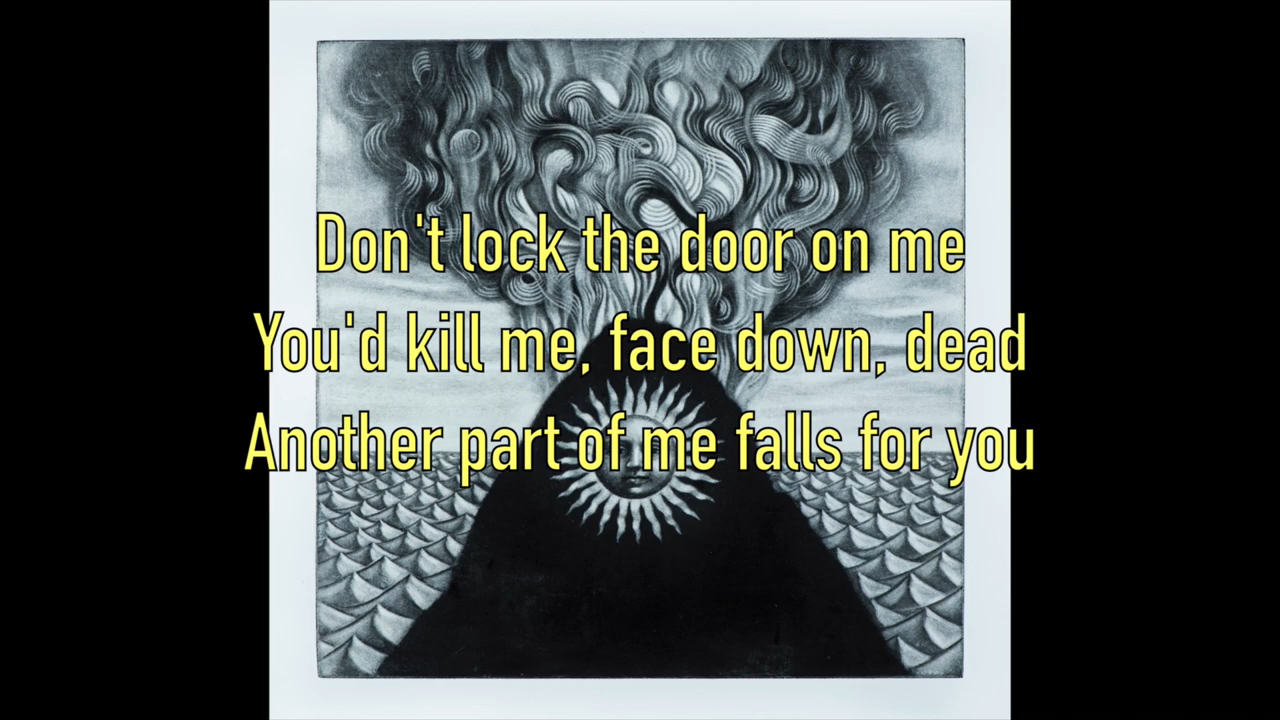 Don't lock the door on me
You'd kill me, face down, dead
Another part of me falls for you